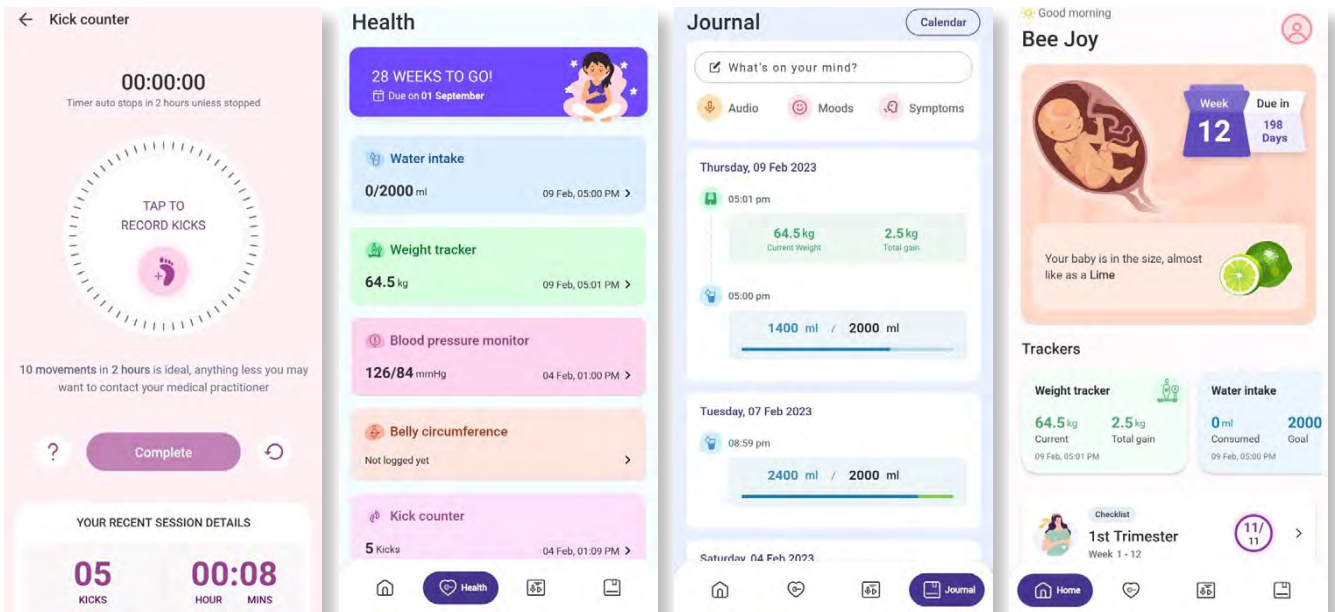 Kick counter
00:00:00
Timer auto stops in 2 hours unless stopped
TAP TO
RECORD KICKS
10 movements in 2 hours is ideal, anything less you may
want to contact your medical practitioner
?
Complete
YOUR RECENT SESSION DETAILS
05
00:08
KICKS
HOUR MINS
Health
28 WEEKS TO GO!
Due on 01 September
Water intake
0/2000 ml
09 Feb, 05:00 PM
Weight tracker
64.5 kg
09 Feb, 05:01 PM
Blood pressure monitor
126/84 mmHg
04 Feb, 01:00 PM
Belly circumference
Not logged yet
Kick counter
5 Kicks
04 Feb, 01:09 PM
Health
Journal
Calendar
What's on your mind?
Audio
Moods
Symptoms
Thursday, 09 Feb 2023
05:01 pm
64.5 kg
2.5 kg
Current Weight
Total gain
05:00 pm
1400 ml / 2000 ml
Tuesday, 07 Feb 2023
08:59 pm
2400 ml / 2000 ml
Saturday, 04 Feb 2023
Journal
Good morning
Bee Joy
Week
12
Due in
198
Days
Your baby is in the size, almost
like as a Lime
Trackers
Weight tracker
64.5 kg
2.5 kg
Current
Total gain
09 Feb, 05:01 PM
Water intake
0 ml
2000
Consumed
Goal
09 Feb, 05:00 PM
Checklist
1st Trimester
Week 1 - 12
11/
11
Home